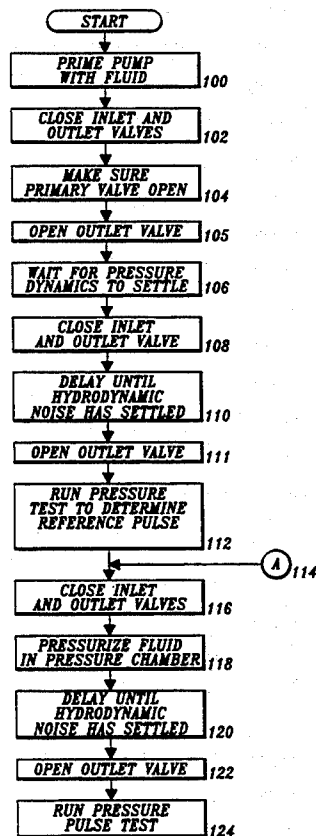 START
PRIME PUMP
WITH FLUID
100
CLOSE INLET AND
OUTLET VALVES
102
MAKE SURE
PRIMARY VALVE OPEN
104
OPEN OUTLET VALVE
105
WAIT FOR PRESSURE
DYNAMICS TO SETTLE
106
CLOSE INLET
AND OUTLET VALVE
108
DELAY UNTIL
HYDRODYNAMIC
NOISE HAS SETTLED
110
OPEN OUTLET VALVE
111
RUN PRESSURE
TEST TO DETERMINE
REFERENCE PULSE
112
A
114
CLOSE INLET
AND OUTLET VALVES
116
PRESSURIZE FLUID
IN PRESSURE CHAMBER
118
DELAY UNTIL
HYDRODYNAMIC
NOISE HAS SETTLED
120
OPEN OUTLET VALVE
122
RUN PRESSURE
PULSE TEST
124